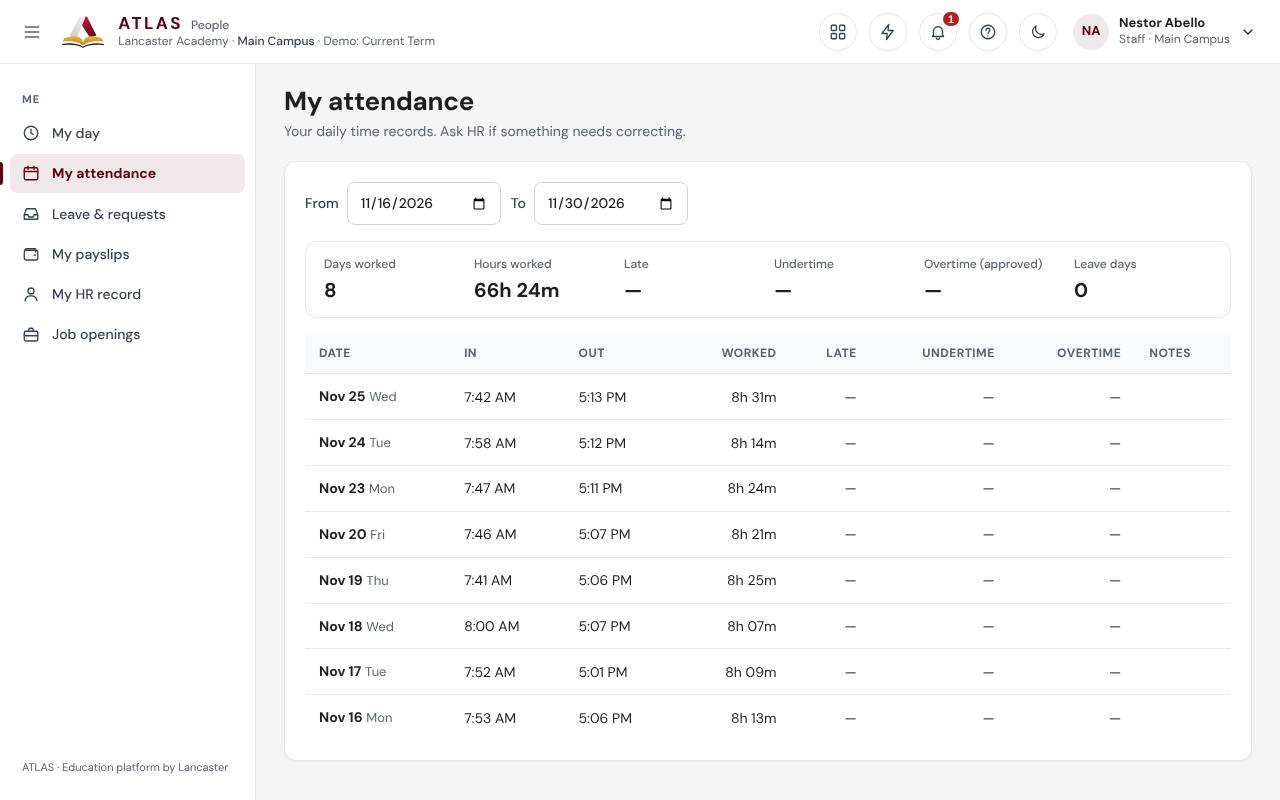 ATLAS People
Lancaster Academy · Main Campus · Demo: Current Term
1
NA
Nestor Abello
Staff · Main Campus
ME
My day
My attendance
Leave & requests
My payslips
My HR record
Job openings
ATLAS · Education platform by Lancaster
My attendance
Your daily time records. Ask HR if something needs correcting.
From 11/16/2026 To 11/30/2026
Days worked Hours worked Late Undertime Overtime (approved) Leave days
8 66h 24m — — — 0
DATE IN OUT WORKED LATE UNDERTIME OVERTIME NOTES
Nov 25 Wed 7:42 AM 5:13 PM 8h 31m — — —
Nov 24 Tue 7:58 AM 5:12 PM 8h 14m — — —
Nov 23 Mon 7:47 AM 5:11 PM 8h 24m — — —
Nov 20 Fri 7:46 AM 5:07 PM 8h 21m — — —
Nov 19 Thu 7:41 AM 5:06 PM 8h 25m — — —
Nov 18 Wed 8:00 AM 5:07 PM 8h 07m — — —
Nov 17 Tue 7:52 AM 5:01 PM 8h 09m — — —
Nov 16 Mon 7:53 AM 5:06 PM 8h 13m — — —